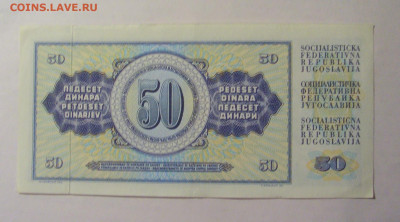 COINS.LAVE.RU
50
50
ПЕДЕСЕТ
ДИНАРА
PETDESET
DINARJEV
50
PEDESET
DINARA
ПЕДЕСЕТ
ДИНАРИ
SOCIJALISTIČKA
FEDERATIVNA
REPUBLIKA
JUGOSLAVIJA
СОЦИЈАЛИСТИЧКА
ФЕДЕРАТИВНА
РЕПУБЛИКА
ЈУГОСЛАВИЈА
SOCIALISTIČNA
FEDERATIVNA
REPUBLIKA
JUGOSLAVIJA
50
50